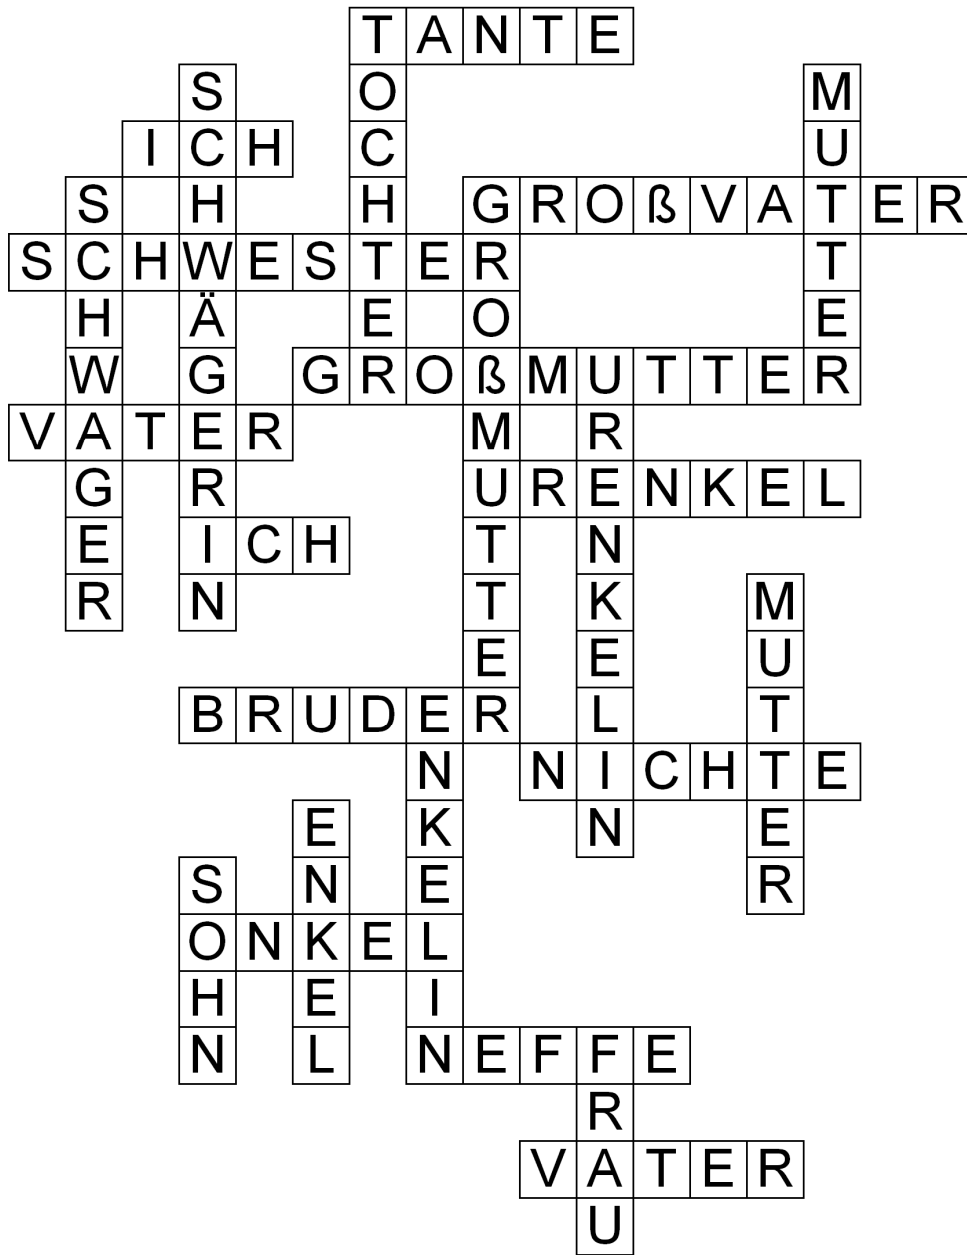 TANTE
TOCHTER
SCHWÄGERIN
MUTTER
ICH
SCHWAGER
GROßVATER
GROßMUTTER
SCHWESTER
GROßMUTTER
URENKELIN
VATER
URENKEL
ICH
MUTTER
BRUDER
ENKELIN
NICHTE
ENKEL
SOHN
ONKEL
NEFFE
FRAU
VATER